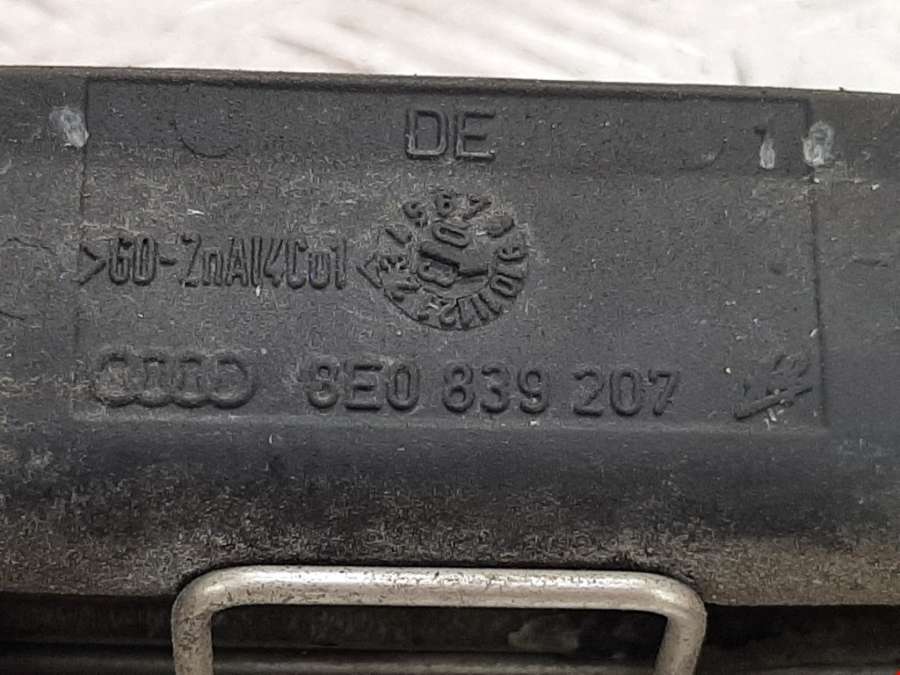 DE
>GD-ZnAl4Cu1
8E0 839 207